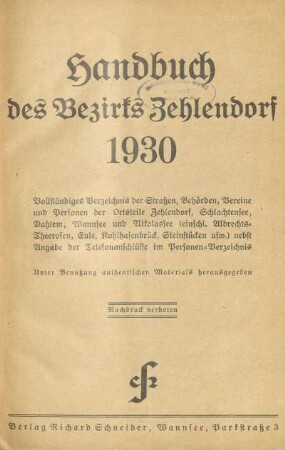 Handbuch
des Bezirks Zehlendorf
1930
Vollständiges Verzeichnis der Straßen, Behörden, Vereine
und Personen der Ortsteile Zehlendorf, Schlachtensee,
Dahlem, Wannsee und Nikolassee (einschl. Albrechts-
Theerofen, Eule, Kohlhasenbrück, Steinstücken usw.) nebst
Angabe der Telefonanschlüsse im Personen-Verzeichnis
Unter Benutzung authentischen Materials herausgegeben
Nachdruck verboten
Verlag Richard Schneider, Wannsee, Parkstraße 3